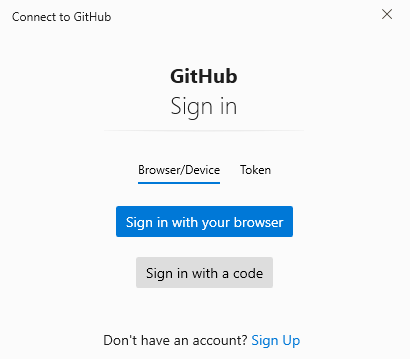 Connect to GitHub
GitHub
Sign in
Browser/Device Token
Sign in with your browser
Sign in with a code
Don't have an account? Sign Up